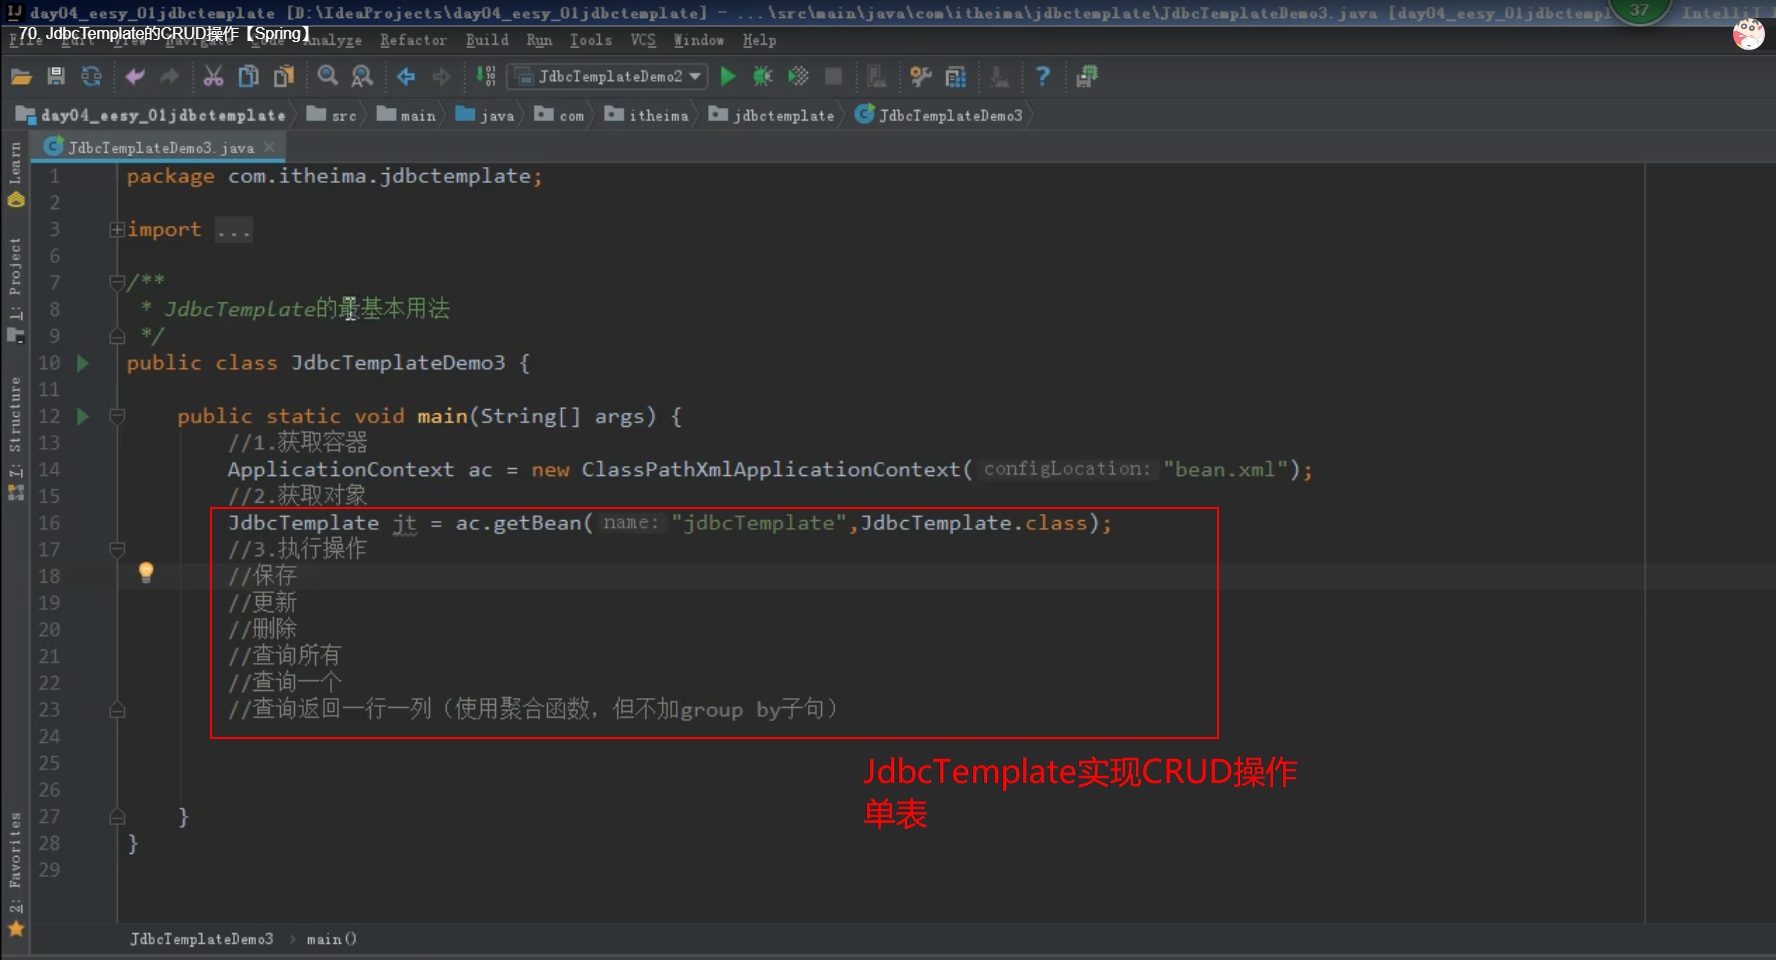 day04_eesy_01jdbctemplate [D:\IdeaProjects\day04_eesy_01jdbctemplate] - ...\src\main\java\com\itheima\jdbctemplate\JdbcTemplateDemo3.java [day04_eesy_01jdbctempl
37
IntelliJ I
70. JdbcTemplate的CRUD操作【Spring】
File Edit View Navigate Code Analyze Refactor Build Run Tools VCS Window Help
JdbcTemplateDemo2
day04_eesy_01jdbctemplate src main java com itheima jdbctemplate JdbcTemplateDemo3
JdbcTemplateDemo3.java
Learn
1: Project
7: Structure
2: Favorites
1 package com.itheima.jdbctemplate;
2
3 import ...
6
7 /**
8 * JdbcTemplate的最基本用法
9 */
10 public class JdbcTemplateDemo3 {
11
12 public static void main(String[] args) {
13 //1.获取容器
14 ApplicationContext ac = new ClassPathXmlApplicationContext( configLocation: "bean.xml");
15 //2.获取对象
16 JdbcTemplate jt = ac.getBean( name: "jdbcTemplate",JdbcTemplate.class);
17 //3.执行操作
18 //保存
19 //更新
20 //删除
21 //查询所有
22 //查询一个
23 //查询返回一行一列（使用聚合函数，但不加group by子句）
24
25
26
27 }
28 }
29
JdbcTemplate实现CRUD操作
单表
JdbcTemplateDemo3 › main()